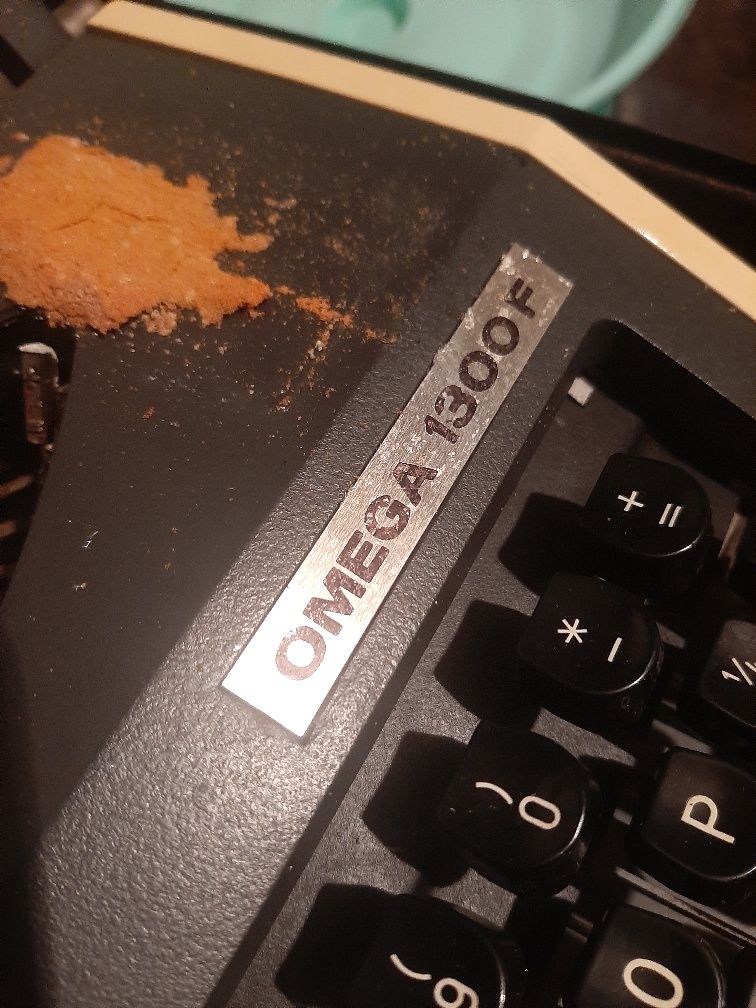 OMEGA 1300F
+ =
* -
) 0
P
( 9
O